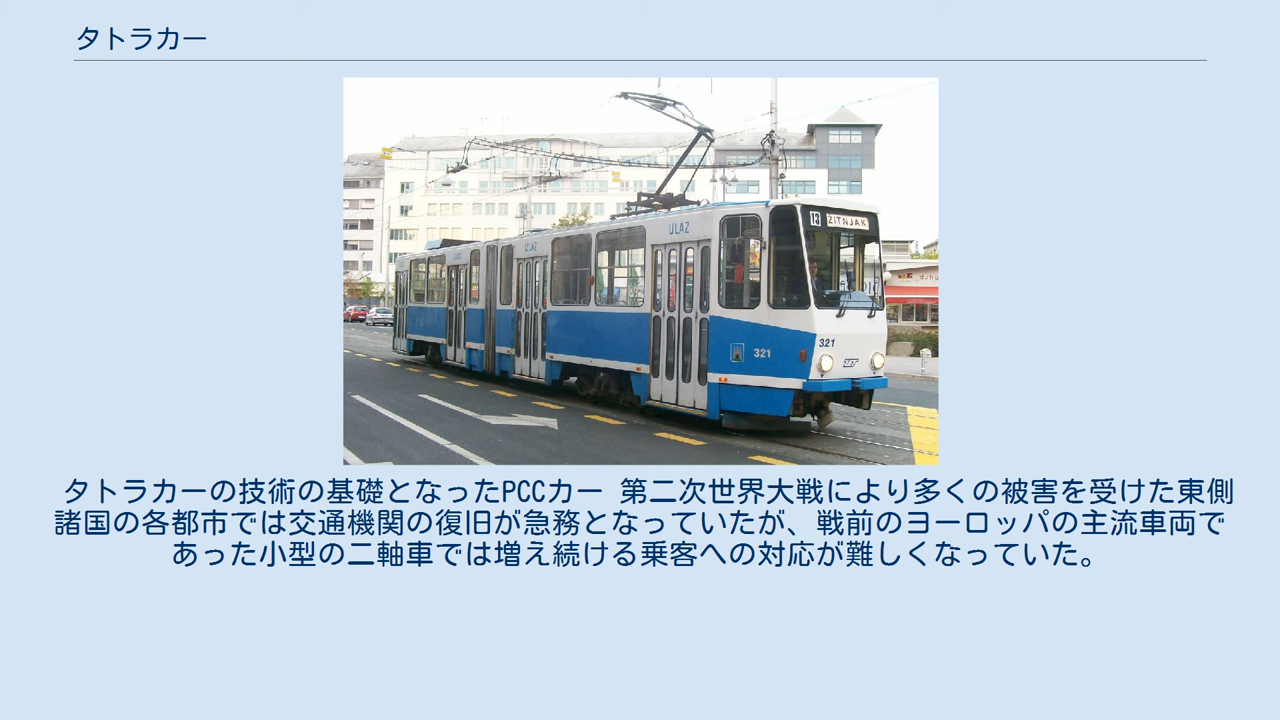 タトラカー
ULAZ
IZLAZ
13 ZITNJAK
321
321
ZET
タトラカーの技術の基礎となったPCCカー 第二次世界大戦により多くの被害を受けた東側
諸国の各都市では交通機関の復旧が急務となっていたが、戦前のヨーロッパの主流車両で
あった小型の二軸車では増え続ける乗客への対応が難しくなっていた。